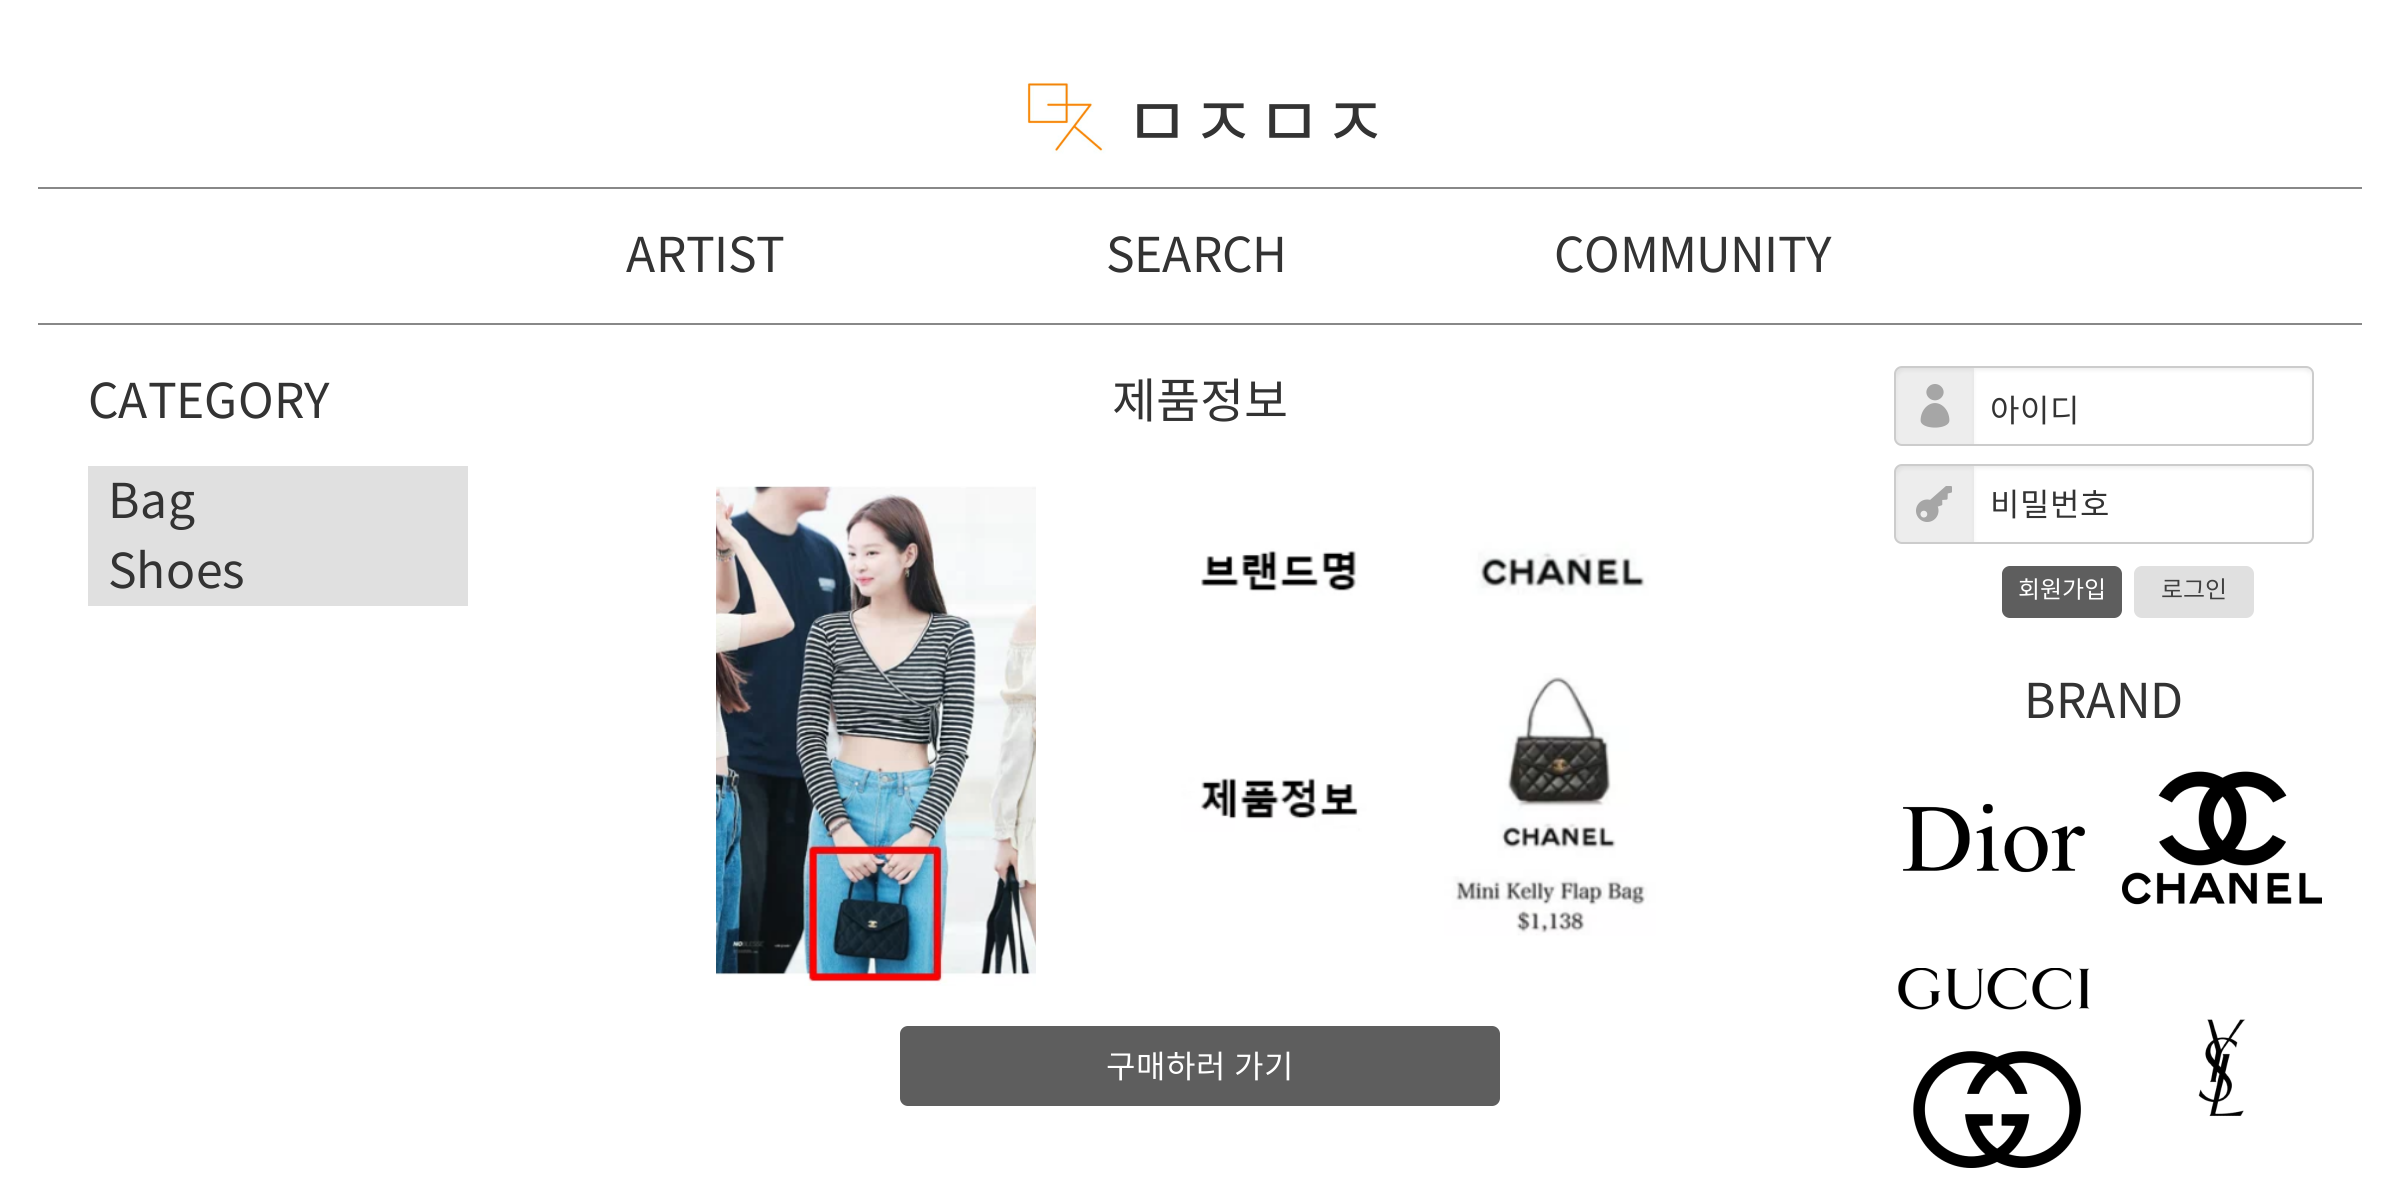 ㅁㅈㅁㅈ
ARTIST
SEARCH
COMMUNITY
CATEGORY
Bag
Shoes
제품정보
브랜드명
CHANEL
제품정보
CHANEL
Mini Kelly Flap Bag
$1,138
구매하러 가기
아이디
비밀번호
회원가입
로그인
BRAND
Dior
CHANEL
GUCCI
YSL